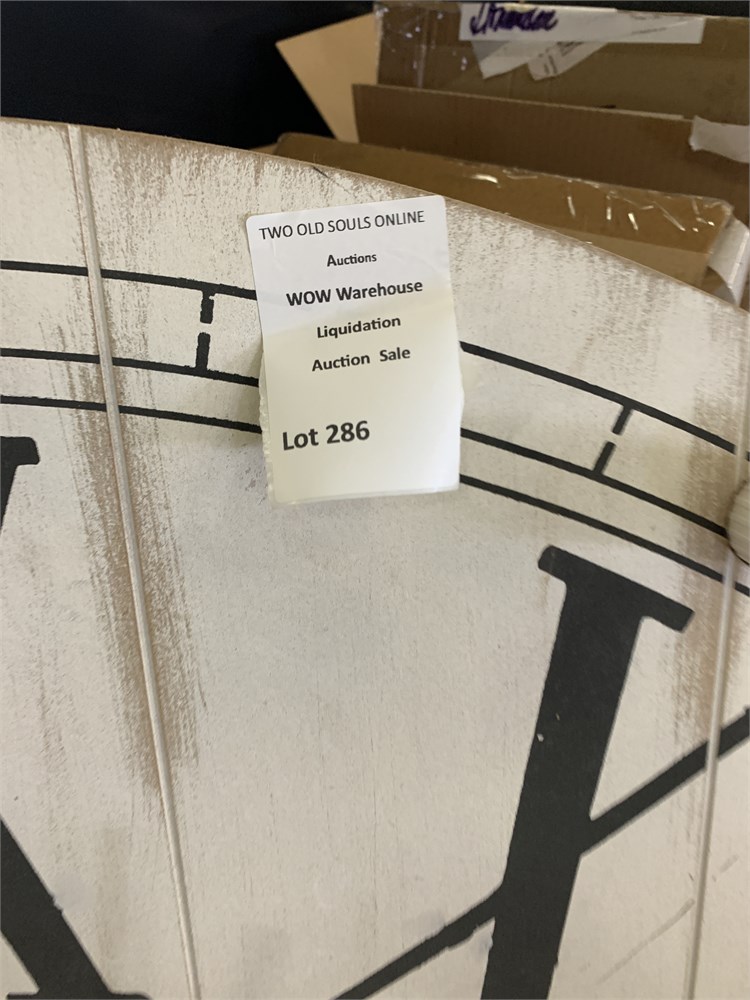 TWO OLD SOULS ONLINE
Auctions
WOW Warehouse
Liquidation
Auction Sale
Lot 286